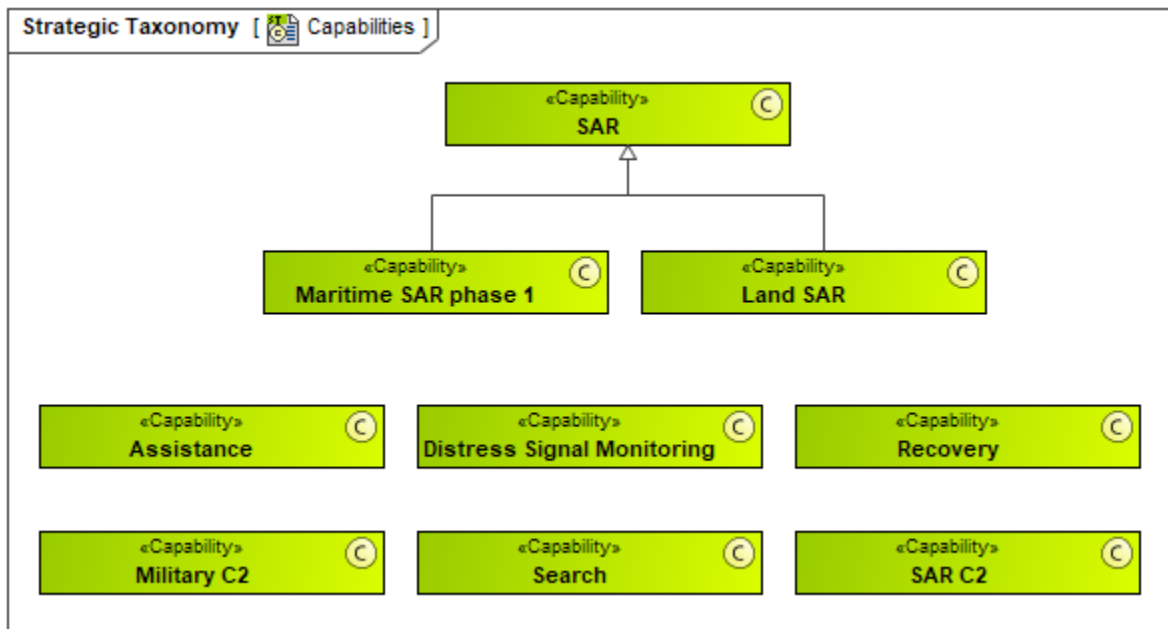 Strategic Taxonomy [ ST C Capabilities ]
«Capability» C
SAR
«Capability» C «Capability» C
Maritime SAR phase 1 Land SAR
«Capability» C «Capability» C «Capability» C
Assistance Distress Signal Monitoring Recovery
«Capability» C «Capability» C «Capability» C
Military C2 Search SAR C2